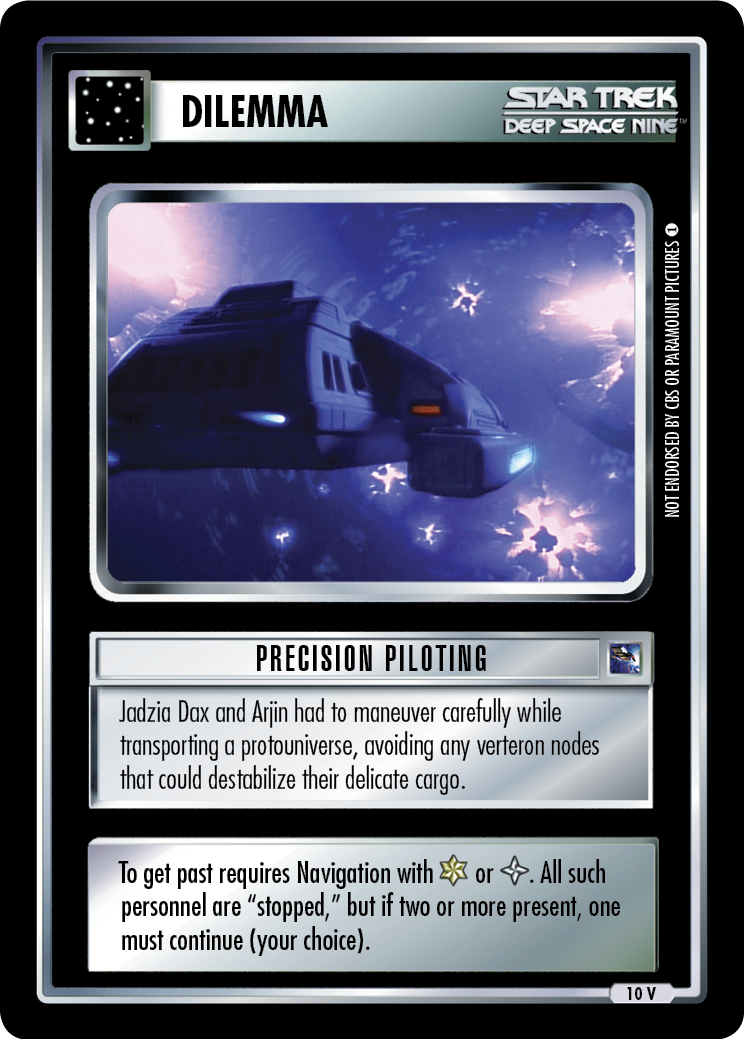 DILEMMA
STAR TREK
DEEP SPACE NINE™
NOT ENDORSED BY CBS OR PARAMOUNT PICTURES 1
PRECISION PILOTING
Jadzia Dax and Arjin had to maneuver carefully while
transporting a protouniverse, avoiding any verteron nodes
that could destabilize their delicate cargo.
To get past requires Navigation with or . All such
personnel are “stopped,” but if two or more present, one
must continue (your choice).
10 V